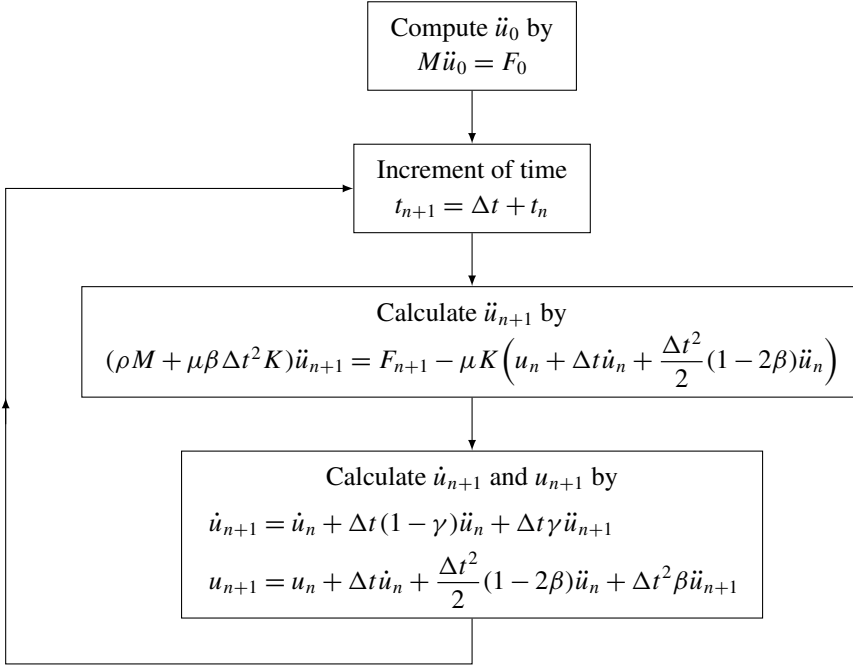 Compute ü₀ by
Mü₀ = F₀
Increment of time
tₙ₊₁ = Δt + tₙ
Calculate üₙ₊₁ by
(ρM + μβΔt²K)üₙ₊₁ = Fₙ₊₁ − μK(uₙ + Δtu̇ₙ + Δt²/2 (1 − 2β)üₙ)
Calculate u̇ₙ₊₁ and uₙ₊₁ by
u̇ₙ₊₁ = u̇ₙ + Δt(1 − γ)üₙ + Δtγüₙ₊₁
uₙ₊₁ = uₙ + Δtu̇ₙ + Δt²/2 (1 − 2β)üₙ + Δt²βüₙ₊₁